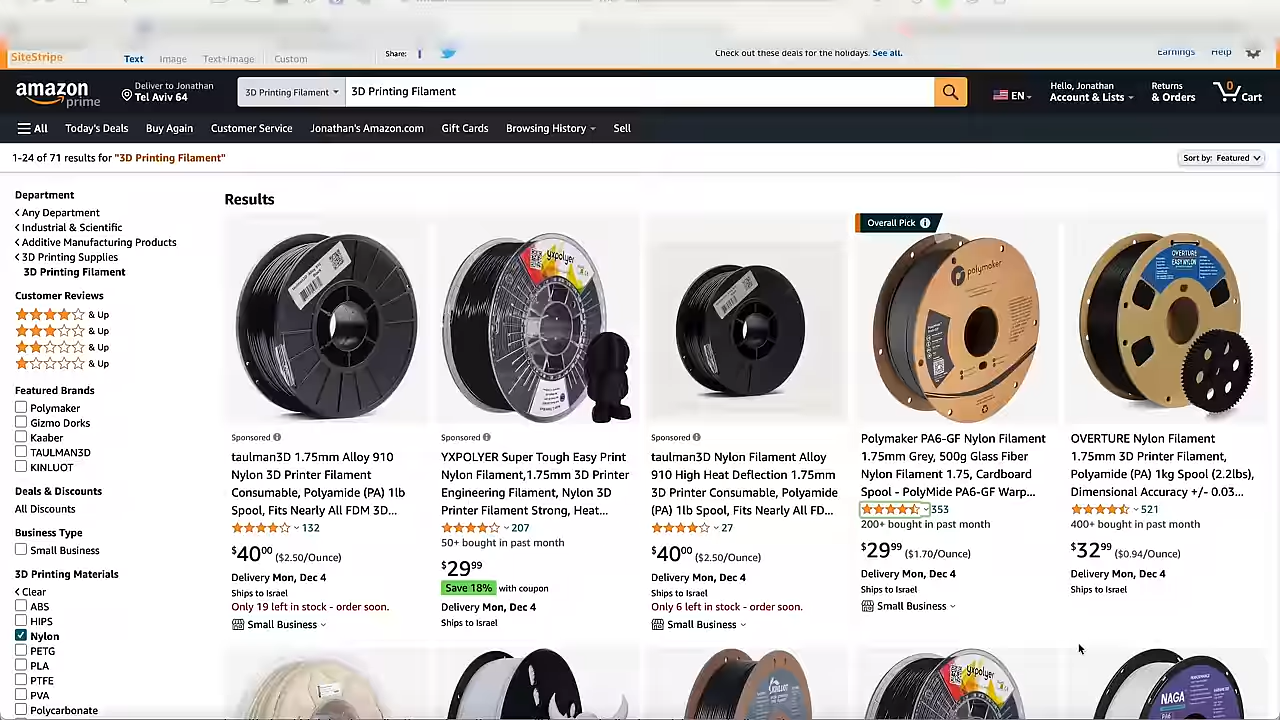 SiteStripe
Text Image Text+Image Custom
Share:
Check out these deals for the holidays. See all.
Earnings Help
amazon prime
Deliver to Jonathan
Tel Aviv 64
3D Printing Filament
3D Printing Filament
EN
Hello, Jonathan
Account & Lists
Returns
& Orders
0
Cart
All Today's Deals Buy Again Customer Service Jonathan's Amazon.com Gift Cards Browsing History Sell
1-24 of 71 results for "3D Printing Filament"
Sort by: Featured
Department
Any Department
Industrial & Scientific
Additive Manufacturing Products
3D Printing Supplies
3D Printing Filament
Customer Reviews
& Up
& Up
& Up
& Up
Featured Brands
Polymaker
Gizmo Dorks
Kaaber
TAULMAN3D
KINLUOT
Deals & Discounts
All Discounts
Business Type
Small Business
3D Printing Materials
Clear
ABS
HIPS
Nylon
PETG
PLA
PTFE
PVA
Polycarbonate
Results
Sponsored
taulman3D 1.75mm Alloy 910
Nylon 3D Printer Filament
Consumable, Polyamide (PA) 1lb
Spool, Fits Nearly All FDM 3D...
132
$4000 ($2.50/Ounce)
Delivery Mon, Dec 4
Ships to Israel
Only 19 left in stock - order soon.
Small Business
yxpolyer
Sponsored
YXPOLYER Super Tough Easy Print
Nylon Filament,1.75mm 3D Printer
Engineering Filament, Nylon 3D
Printer Filament Strong, Heat...
207
50+ bought in past month
$2999
Save 18% with coupon
Delivery Mon, Dec 4
Ships to Israel
Sponsored
taulman3D Nylon Filament Alloy
910 High Heat Deflection 1.75mm
3D Printer Consumable, Polyamide
(PA) 1lb Spool, Fits Nearly All FD...
27
$4000 ($2.50/Ounce)
Delivery Mon, Dec 4
Ships to Israel
Only 6 left in stock - order soon.
Small Business
Overall Pick
polymaker
Polymaker PA6-GF Nylon Filament
1.75mm Grey, 500g Glass Fiber
Nylon Filament 1.75, Cardboard
Spool - PolyMide PA6-GF Warp...
353
200+ bought in past month
$2999 ($1.70/Ounce)
Delivery Mon, Dec 4
Ships to Israel
Small Business
OVERTURE
EASY NYLON
OVERTURE Nylon Filament
1.75mm 3D Printer Filament,
Polyamide (PA) 1kg Spool (2.2lbs),
Dimensional Accuracy +/- 0.03...
521
400+ bought in past month
$3299 ($0.94/Ounce)
Delivery Mon, Dec 4
Ships to Israel
yxpolyer
NAGA